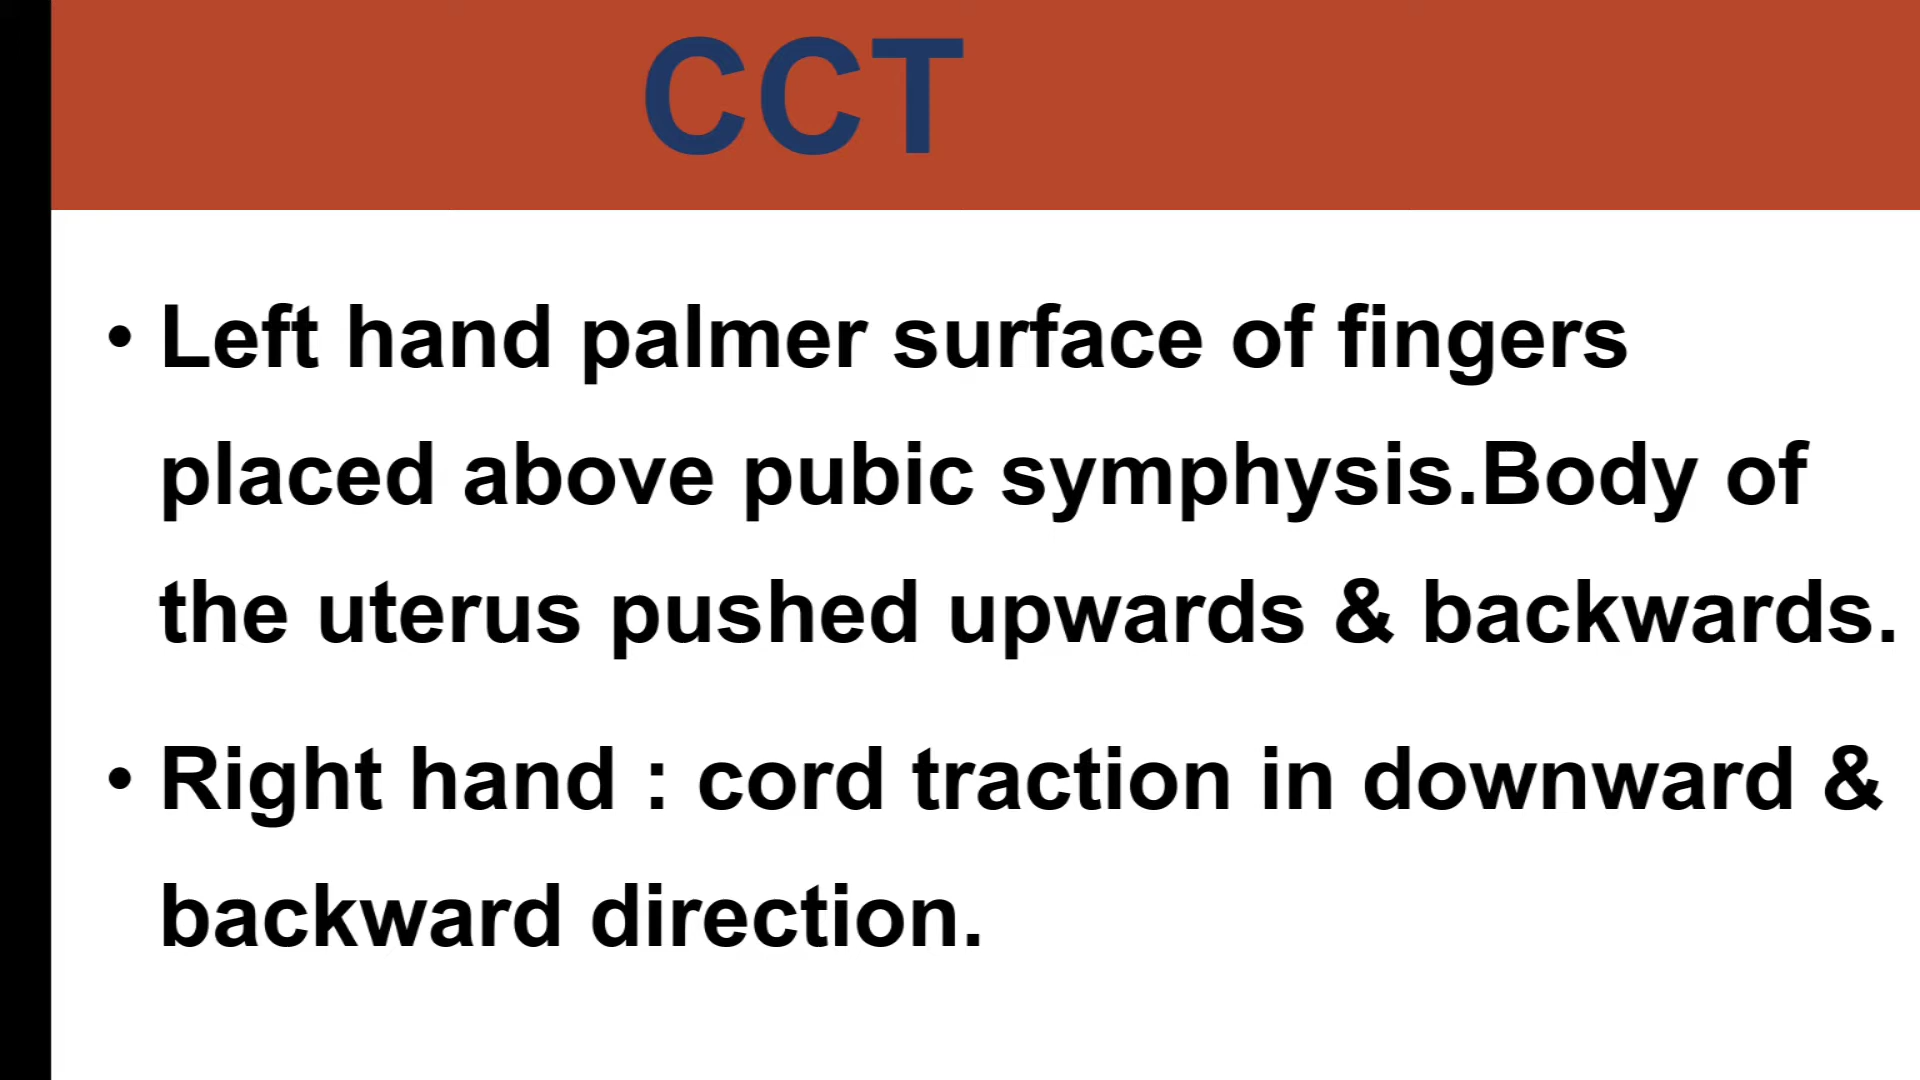 CCT
• Left hand palmer surface of fingers
placed above pubic symphysis.Body of
the uterus pushed upwards & backwards.
• Right hand : cord traction in downward &
backward direction.